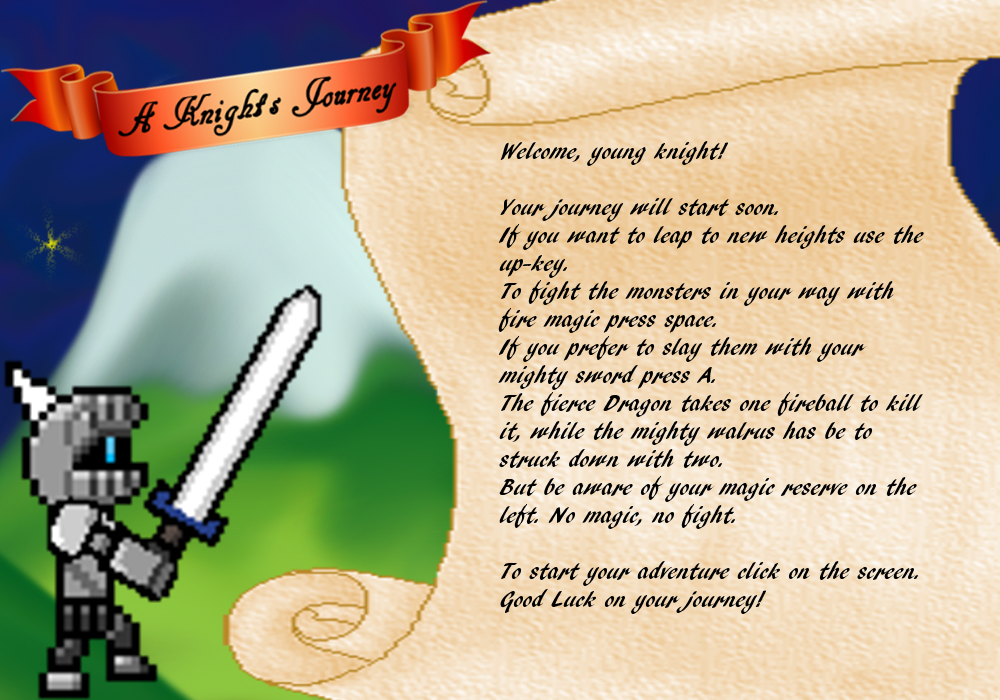 A Knight's Journey
Welcome, young knight!
Your journey will start soon.
If you want to leap to new heights use the
up-key.
To fight the monsters in your way with
fire magic press space.
If you prefer to slay them with your
mighty sword press A.
The fierce Dragon takes one fireball to kill
it, while the mighty walrus has be to
struck down with two.
But be aware of your magic reserve on the
left. No magic, no fight.
To start your adventure click on the screen.
Good Luck on your journey!